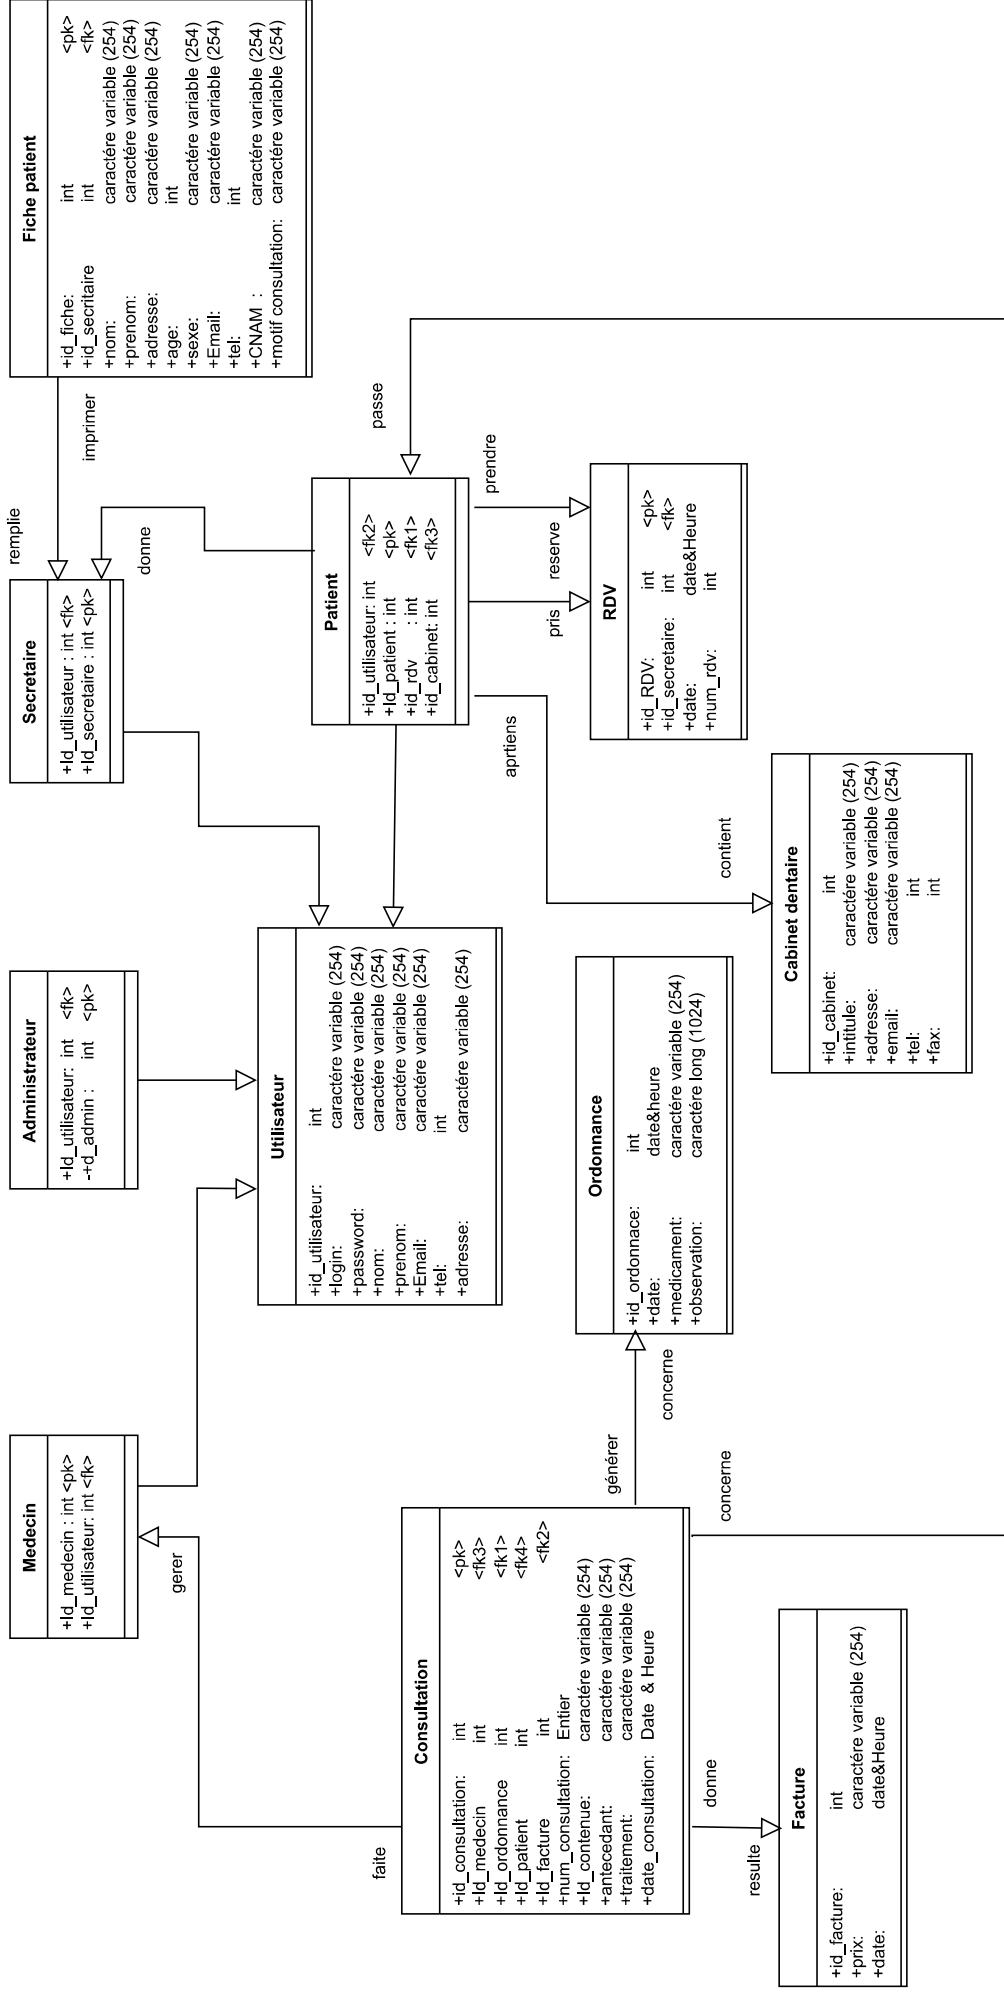 Medecin
+Id_medecin : int <pk>
+Id_utilisateur: int <fk>
Administrateur
+Id_utilisateur: int <fk>
-+d_admin : int <pk>
Secretaire
+Id_utilisateur : int <fk>
+Id_secretaire : int <pk>
remplie
imprimer
Fiche patient
+id_fiche: int <pk>
+id_secritaire int <fk>
+nom: caractére variable (254)
+prenom: caractére variable (254)
+adresse: caractére variable (254)
+age: int
+sexe: caractére variable (254)
+Email: caractére variable (254)
+tel: int
+CNAM : caractére variable (254)
+motif consultation: caractére variable (254)
gerer
donne
faite
Utilisateur
+id_utilisateur: int
+login: caractére variable (254)
+password: caractére variable (254)
+nom: caractére variable (254)
+prenom: caractére variable (254)
+Email: caractére variable (254)
+tel: int
+adresse: caractére variable (254)
Patient
+id_utilisateur: int <fk2>
+Id_patient : int <pk>
+id_rdv : int <fk1>
+id_cabinet: int <fk3>
passe
Consultation
+id_consultation: int <pk>
+Id_medecin int <fk3>
+Id_ordonnance int <fk1>
+Id_patient int <fk4>
+Id_facture int <fk2>
+num_consultation: Entier
+Id_contenue: caractére variable (254)
+antecedant: caractére variable (254)
+traitement: caractére variable (254)
+date_consultation: Date & Heure
générer
concerne
Ordonnance
+id_ordonnace: int
+date: date&heure
+medicament: caractére variable (254)
+observation: caractére long (1024)
aprtiens
pris
reserve
prendre
RDV
+id_RDV: int <pk>
+id_secretaire: int <fk>
+date: date&Heure
+num_rdv: int
donne
concerne
resulte
contient
Facture
+id_facture: int
+prix: caractére variable (254)
+date: date&Heure
Cabinet dentaire
+id_cabinet: int
+intitule: caractére variable (254)
+adresse: caractére variable (254)
+email: caractére variable (254)
+tel: int
+fax: int